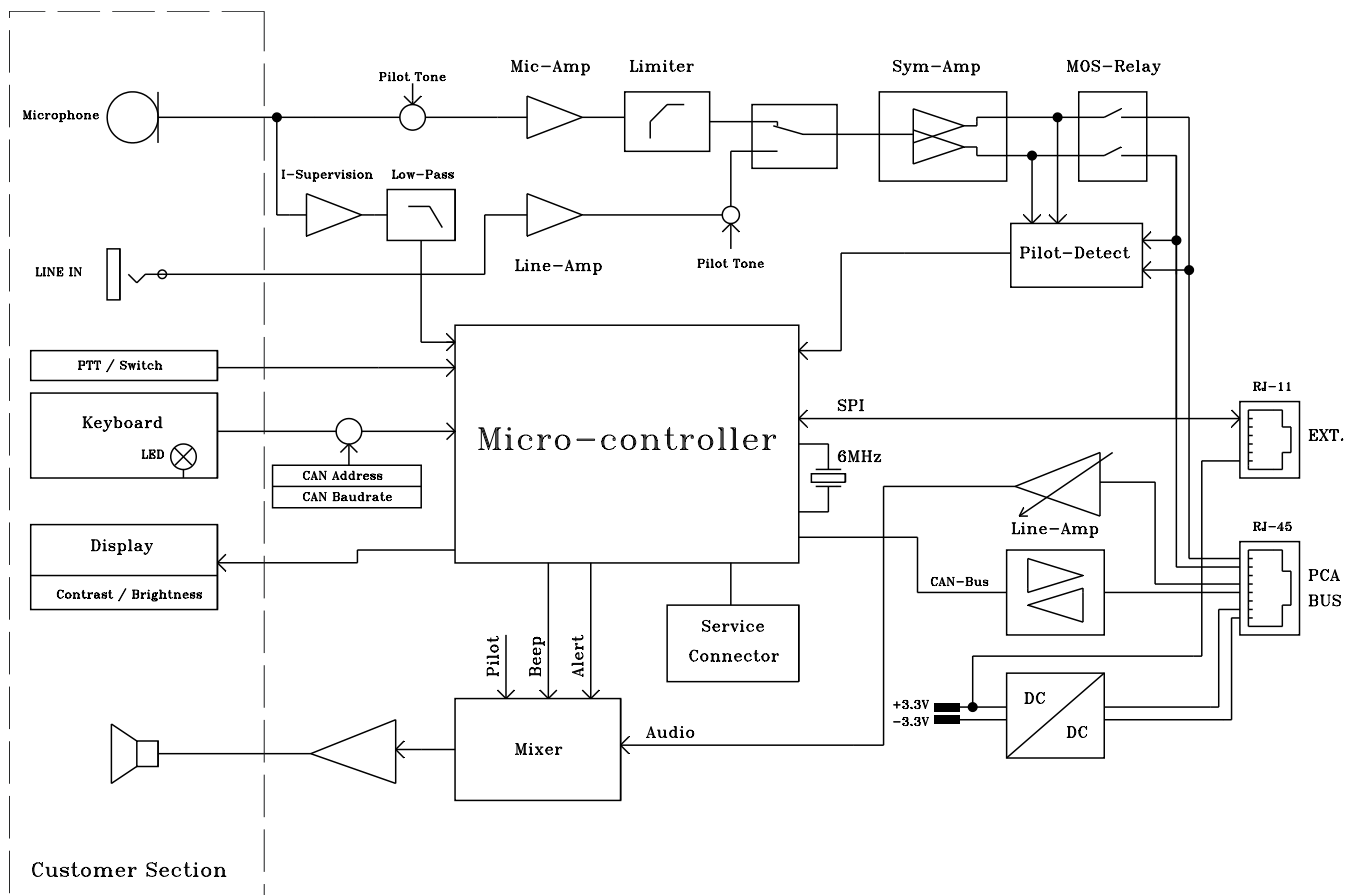 Mic-Amp
Limiter
Sym-Amp
MOS-Relay
Pilot Tone
Microphone
I-Supervision
Low-Pass
LINE IN
Line-Amp
Pilot Tone
Pilot-Detect
PTT / Switch
Keyboard
LED
CAN Address
CAN Baudrate
Micro-controller
SPI
6MHz
RJ-11
EXT.
Line-Amp
RJ-45
PCA
BUS
Display
Contrast / Brightness
CAN-Bus
Service
Connector
Pilot
Beep
Alert
+3.3V
-3.3V
DC
DC
Mixer
Audio
Customer Section